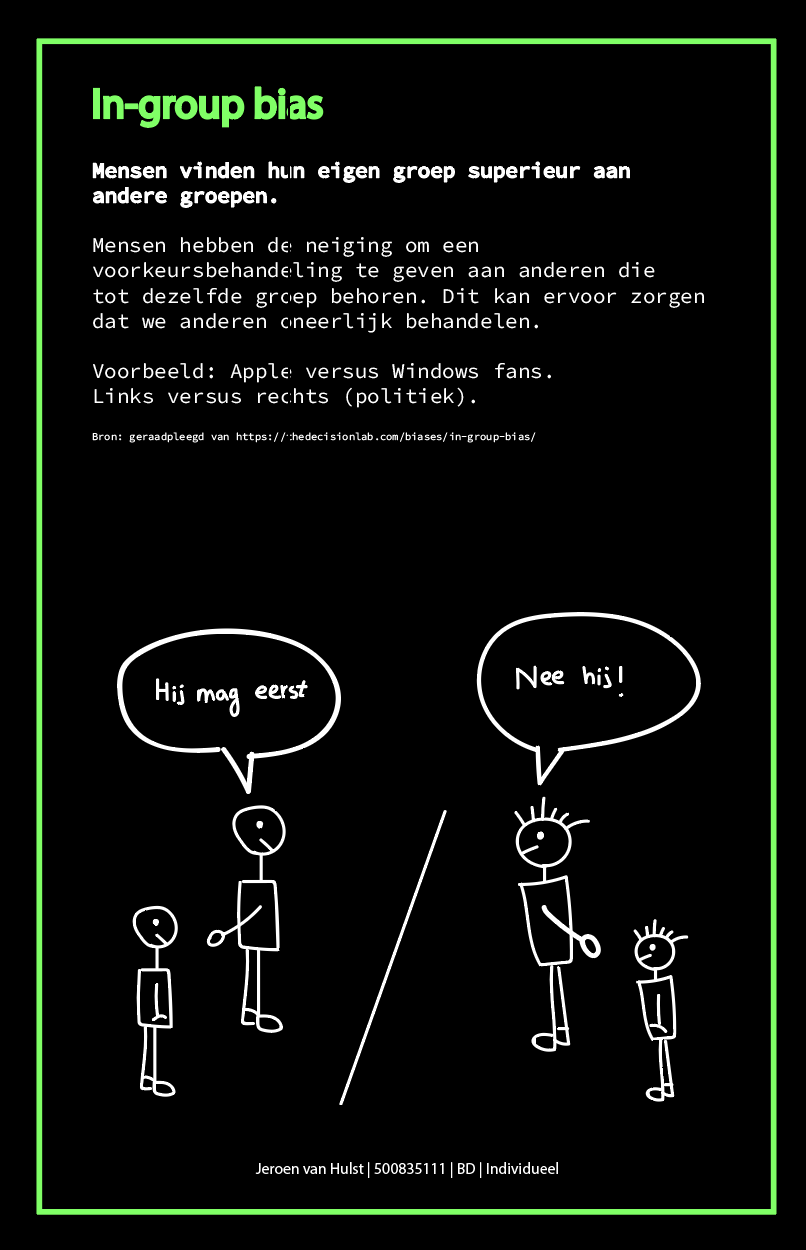 In-group bias
Mensen vinden hun eigen groep superieur aan
andere groepen.
Mensen hebben de neiging om een
voorkeursbehandeling te geven aan anderen die
tot dezelfde groep behoren. Dit kan ervoor zorgen
dat we anderen oneerlijk behandelen.
Voorbeeld: Apple versus Windows fans.
Links versus rechts (politiek).
Bron: geraadpleegd van https://thedecisionlab.com/biases/in-group-bias/
Hij mag eerst
Nee hij!
Jeroen van Hulst | 500835111 | BD | Individueel